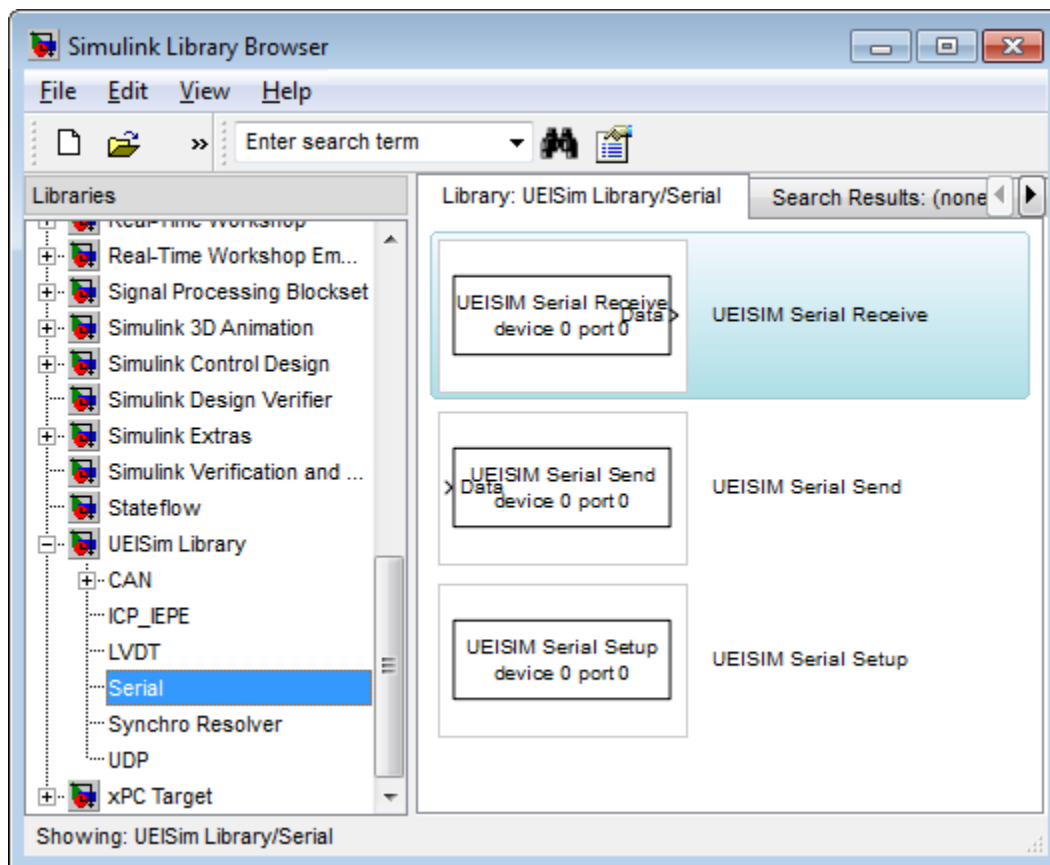 Simulink Library Browser
File Edit View Help
» Enter search term
Libraries
Library: UEISim Library/Serial
Search Results: (none
Real-Time Workshop
Real-Time Workshop Em...
Signal Processing Blockset
Simulink 3D Animation
Simulink Control Design
Simulink Design Verifier
Simulink Extras
Simulink Verification and ...
Stateflow
UEISim Library
CAN
ICP_IEPE
LVDT
Serial
Synchro Resolver
UDP
xPC Target
UEISIM Serial Receive
Data
device 0 port 0
UEISIM Serial Receive
UEISIM Serial Send
Data
device 0 port 0
UEISIM Serial Send
UEISIM Serial Setup
device 0 port 0
UEISIM Serial Setup
Showing: UEISim Library/Serial